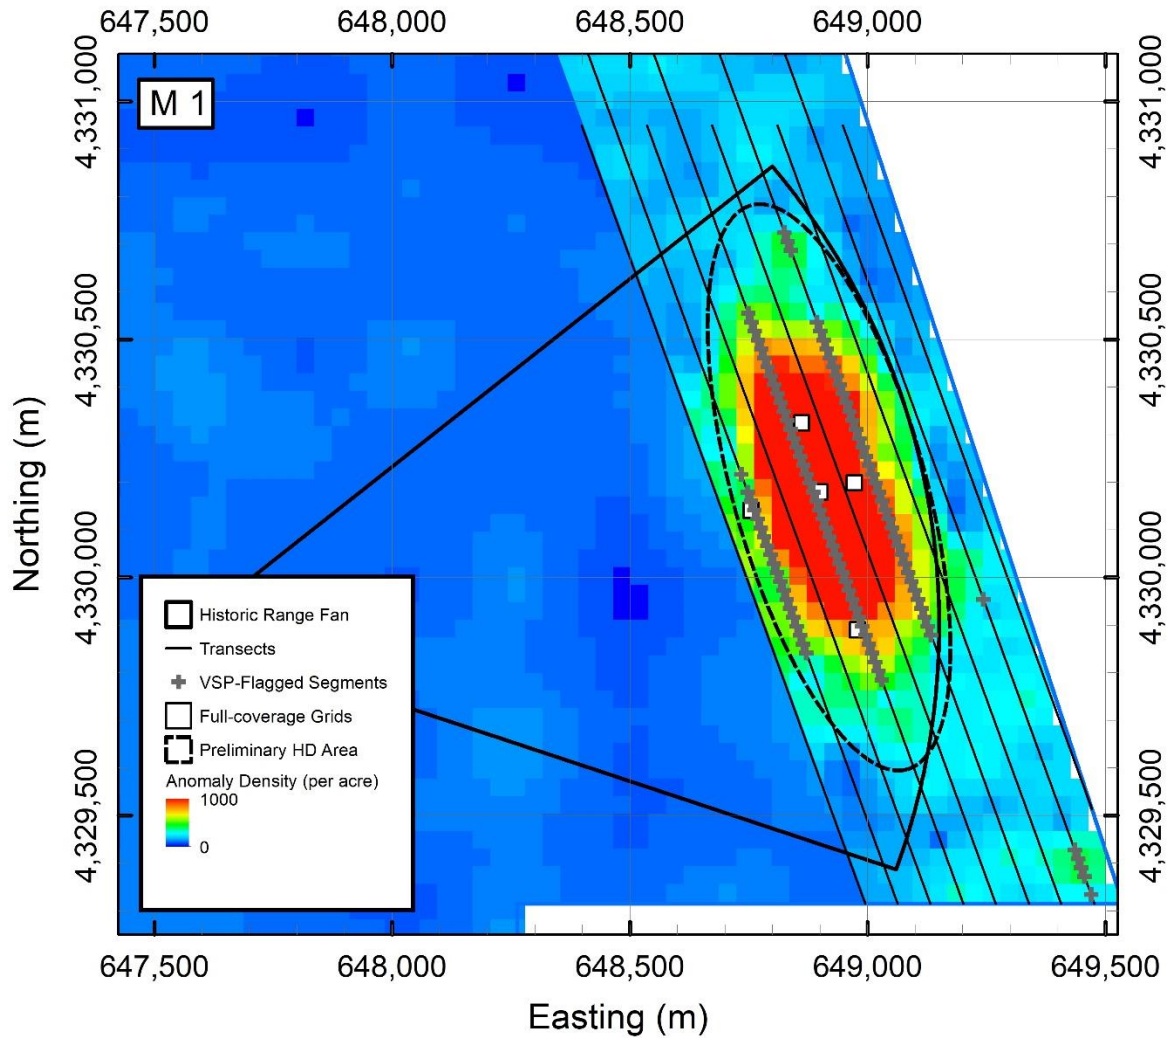 647,500 648,000 648,500 649,000 649,500
M 1
4,331,000 4,331,000
4,330,500 4,330,500
4,330,000 4,330,000
4,329,500 4,329,500
Northing (m)
Historic Range Fan
Transects
VSP-Flagged Segments
Full-coverage Grids
Preliminary HD Area
Anomaly Density (per acre)
1000
0
647,500 648,000 648,500 649,000 649,500
Easting (m)